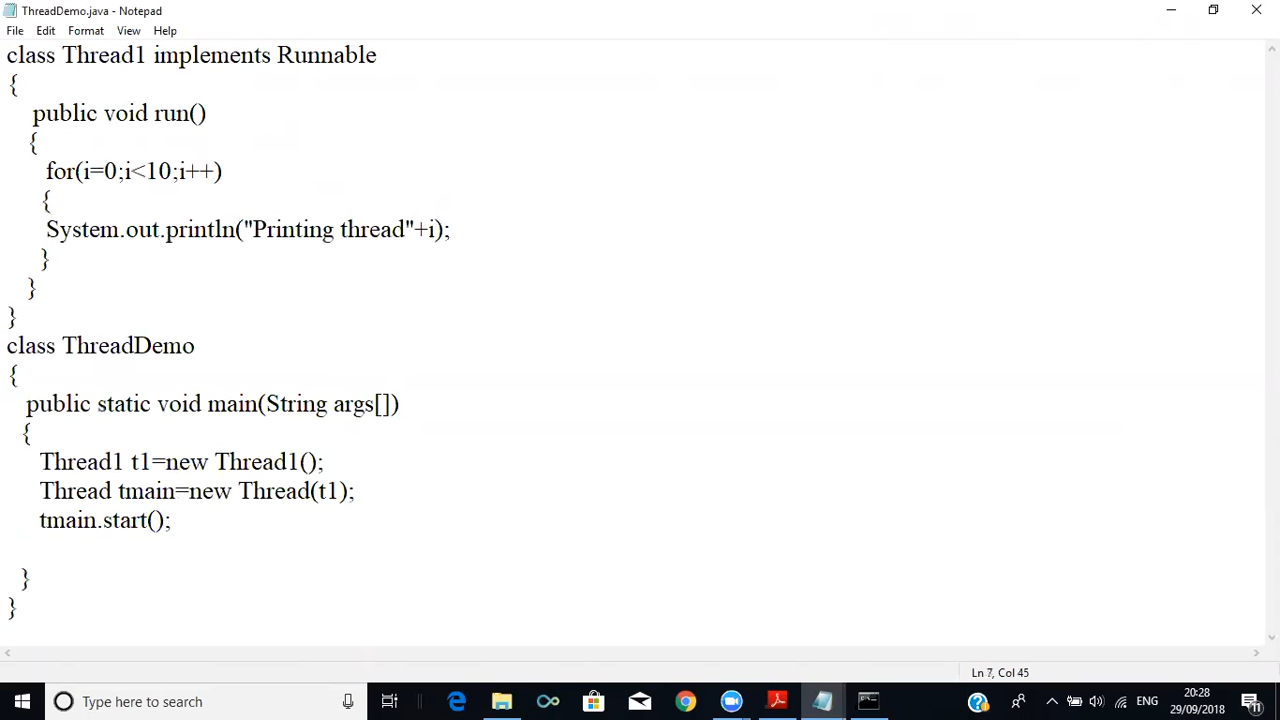 ThreadDemo.java - Notepad
File Edit Format View Help
class Thread1 implements Runnable
{
public void run()
{
for(i=0;i<10;i++)
{
System.out.println("Printing thread"+i);
}
}
}
class ThreadDemo
{
public static void main(String args[])
{
Thread1 t1=new Thread1();
Thread tmain=new Thread(t1);
tmain.start();
}
}
Ln 7, Col 45
Type here to search
ENG
20:28
29/09/2018
11